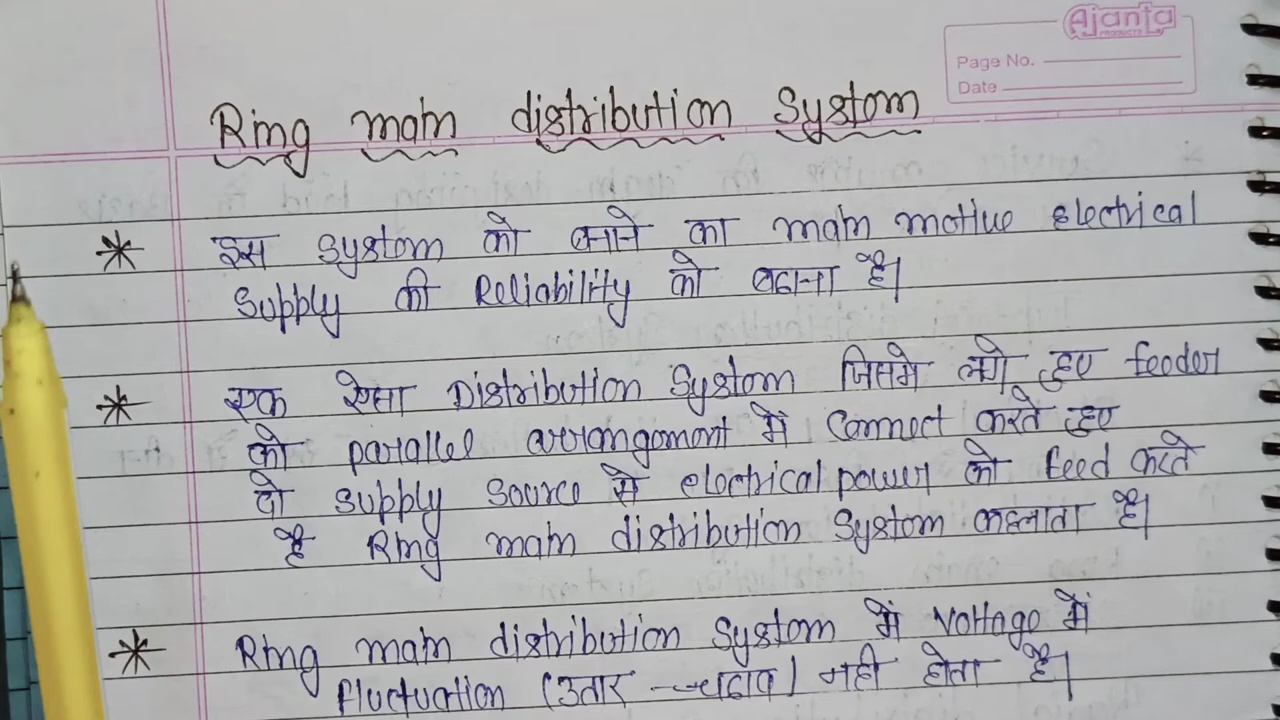 Ajanta
PRODUCTS
Page No.
Date
Ring main distribution System
* इस system को बनाने का main motive electrical
supply की Reliability को बढाना है।
* एक ऐसा Distribution System जिसमे लगे हुए feeder
को parallel arrangement में Connect करते हुए
दो supply source से electrical power को feed करते
है Ring main distribution System कहलाता है।
* Ring main distribution System में Voltage में
fluctuation (उतार -चढाव) नही होता है।